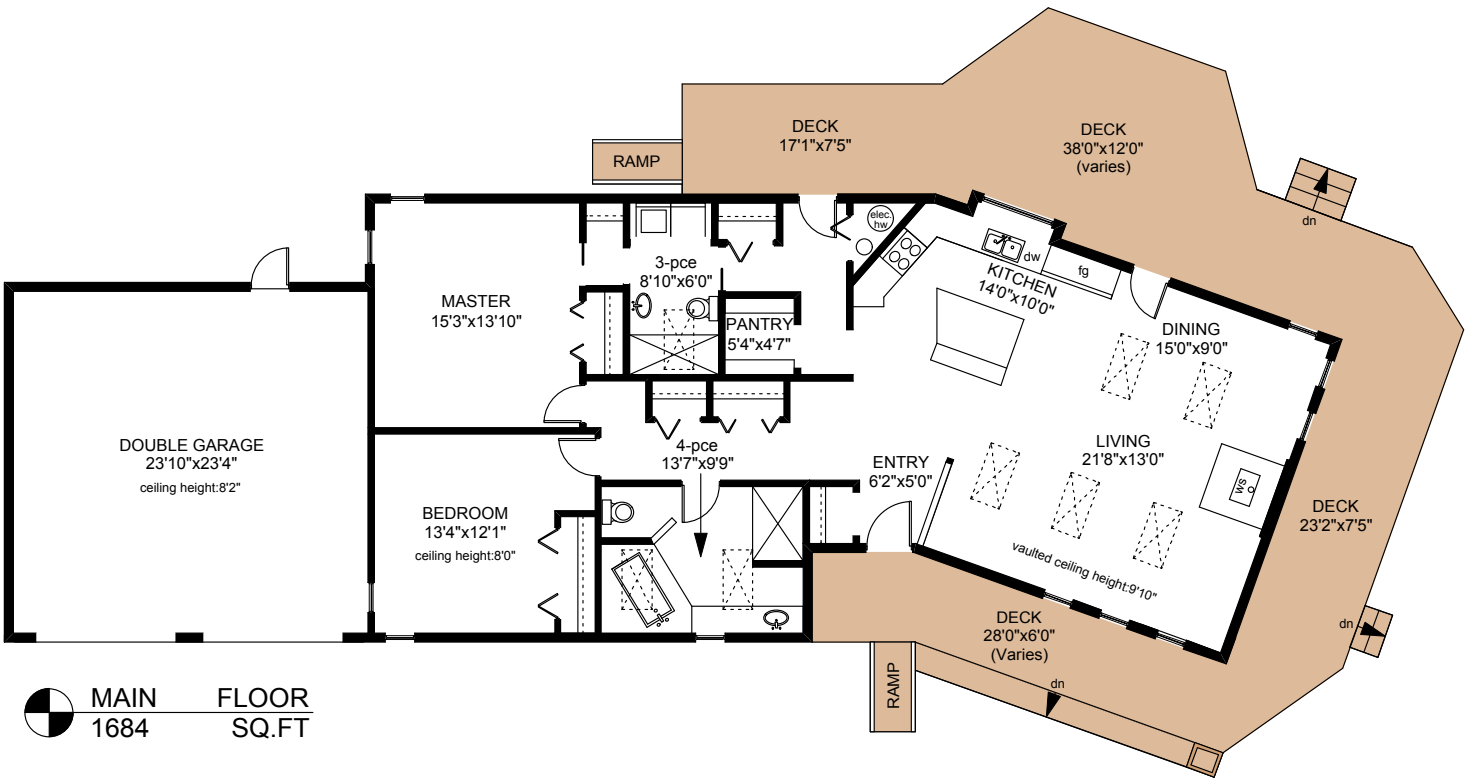 DECK
17'1"x7'5"
DECK
38'0"x12'0"
(varies)
RAMP
dn
elec.
hw
dw
fg
KITCHEN
14'0"x10'0"
3-pce
8'10"x6'0"
MASTER
15'3"x13'10"
PANTRY
5'4"x4'7"
DINING
15'0"x9'0"
DOUBLE GARAGE
23'10"x23'4"
ceiling height:8'2"
4-pce
13'7"x9'9"
ENTRY
6'2"x5'0"
LIVING
21'8"x13'0"
WS
BEDROOM
13'4"x12'1"
ceiling height:8'0"
DECK
23'2"x7'5"
vaulted ceiling height:9'10"
DECK
28'0"x6'0"
(Varies)
dn
RAMP
dn
MAIN FLOOR
1684 SQ.FT